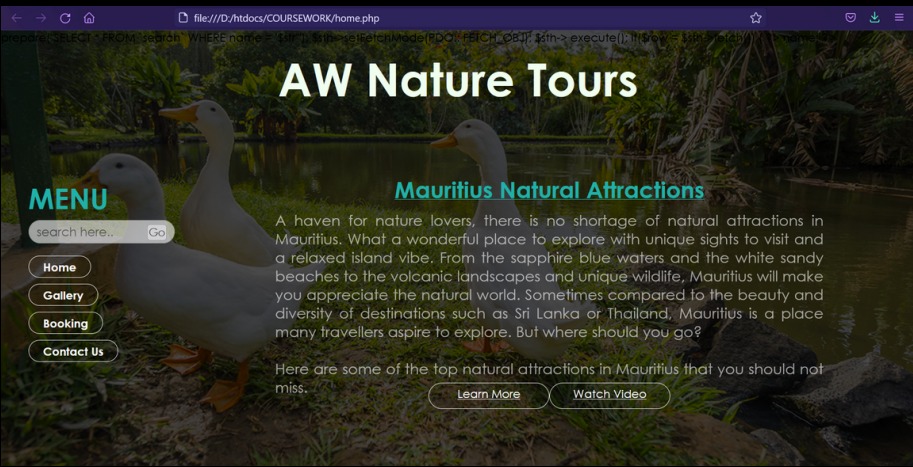 file:///D:/htdocs/COURSEWORK/home.php
prepare("SELECT * FROM `search` WHERE name = '$str'"); $sth->setFetchMode(PDO:: FETCH_OBJ); $sth-> execute(); if($row = $sth->fetch())
AW Nature Tours
MENU
search here.. Go
Home
Gallery
Booking
Contact Us
Mauritius Natural Attractions
A haven for nature lovers, there is no shortage of natural attractions in
Mauritius. What a wonderful place to explore with unique sights to visit and
a relaxed island vibe. From the sapphire blue waters and the white sandy
beaches to the volcanic landscapes and unique wildlife, Mauritius will make
you appreciate the natural world. Sometimes compared to the beauty and
diversity of destinations such as Sri Lanka or Thailand, Mauritius is a place
many travellers aspire to explore. But where should you go?
Here are some of the top natural attractions in Mauritius that you should not
miss.
Learn More Watch Video